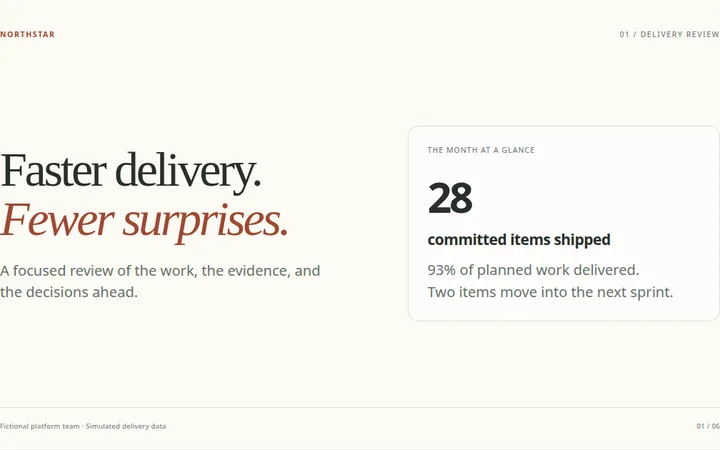 NORTHSTAR
01 / DELIVERY REVIEW
Faster delivery.
Fewer surprises.
A focused review of the work, the evidence, and
the decisions ahead.
THE MONTH AT A GLANCE
28
committed items shipped
93% of planned work delivered.
Two items move into the next sprint.
Fictional platform team · Simulated delivery data
01 / 06